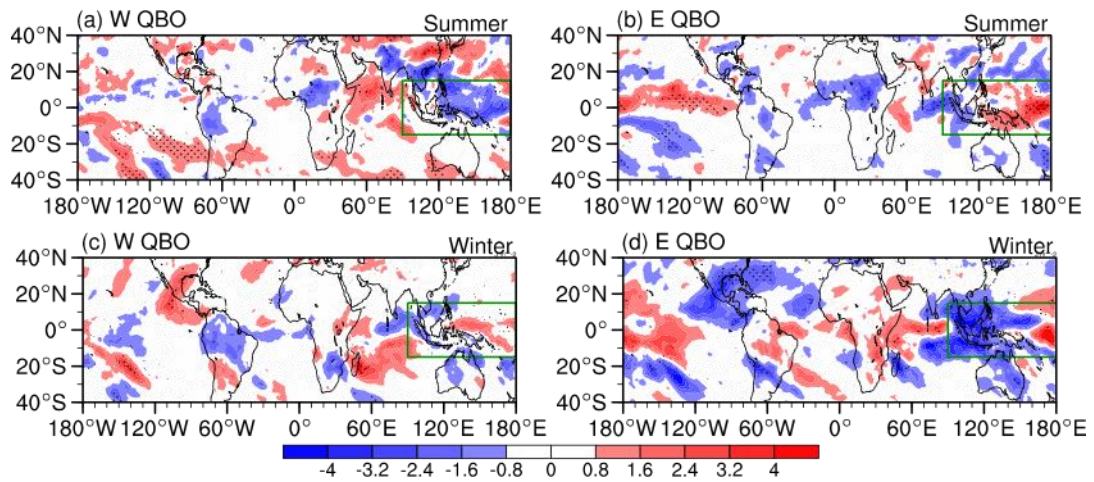 (a) W QBO Summer
(b) E QBO Summer
40°N 40°N
20°N 20°N
0° 0°
20°S 20°S
40°S 40°S
180°W 120°W 60°W 0° 60°E 120°E 180°E
180°W 120°W 60°W 0° 60°E 120°E 180°E
(c) W QBO Winter
(d) E QBO Winter
40°N 40°N
20°N 20°N
0° 0°
20°S 20°S
40°S 40°S
180°W 120°W 60°W 0° 60°E 120°E 180°E
180°W 120°W 60°W 0° 60°E 120°E 180°E
-4 -3.2 -2.4 -1.6 -0.8 0 0.8 1.6 2.4 3.2 4